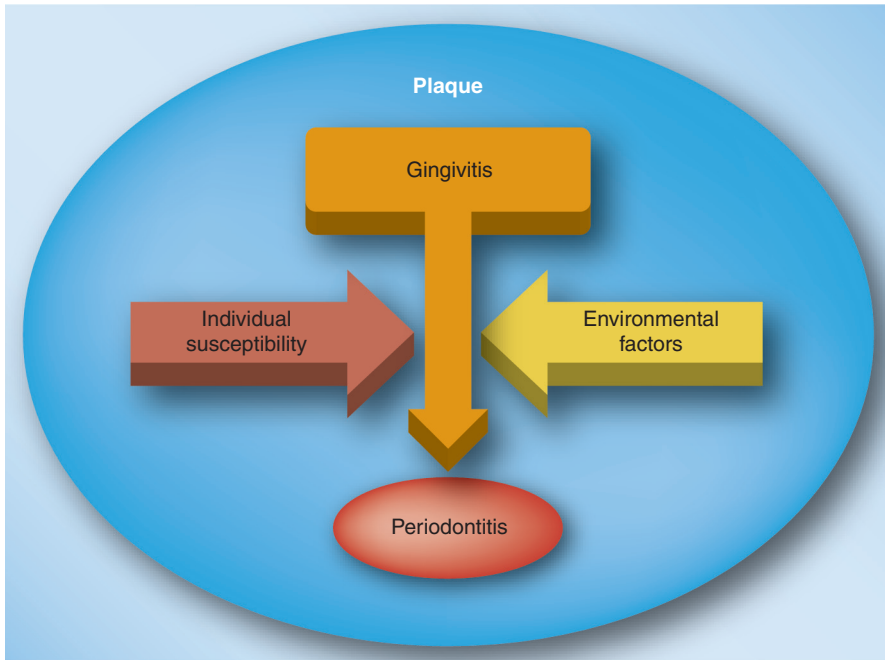 Plaque
Gingivitis
Individual
susceptibility
Environmental
factors
Periodontitis